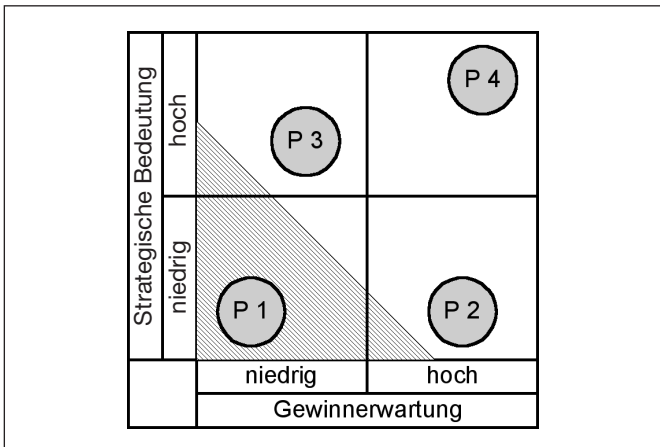 Strategische Bedeutung
hoch
niedrig
P 4
P 3
P 1
P 2
niedrig
hoch
Gewinnerwartung